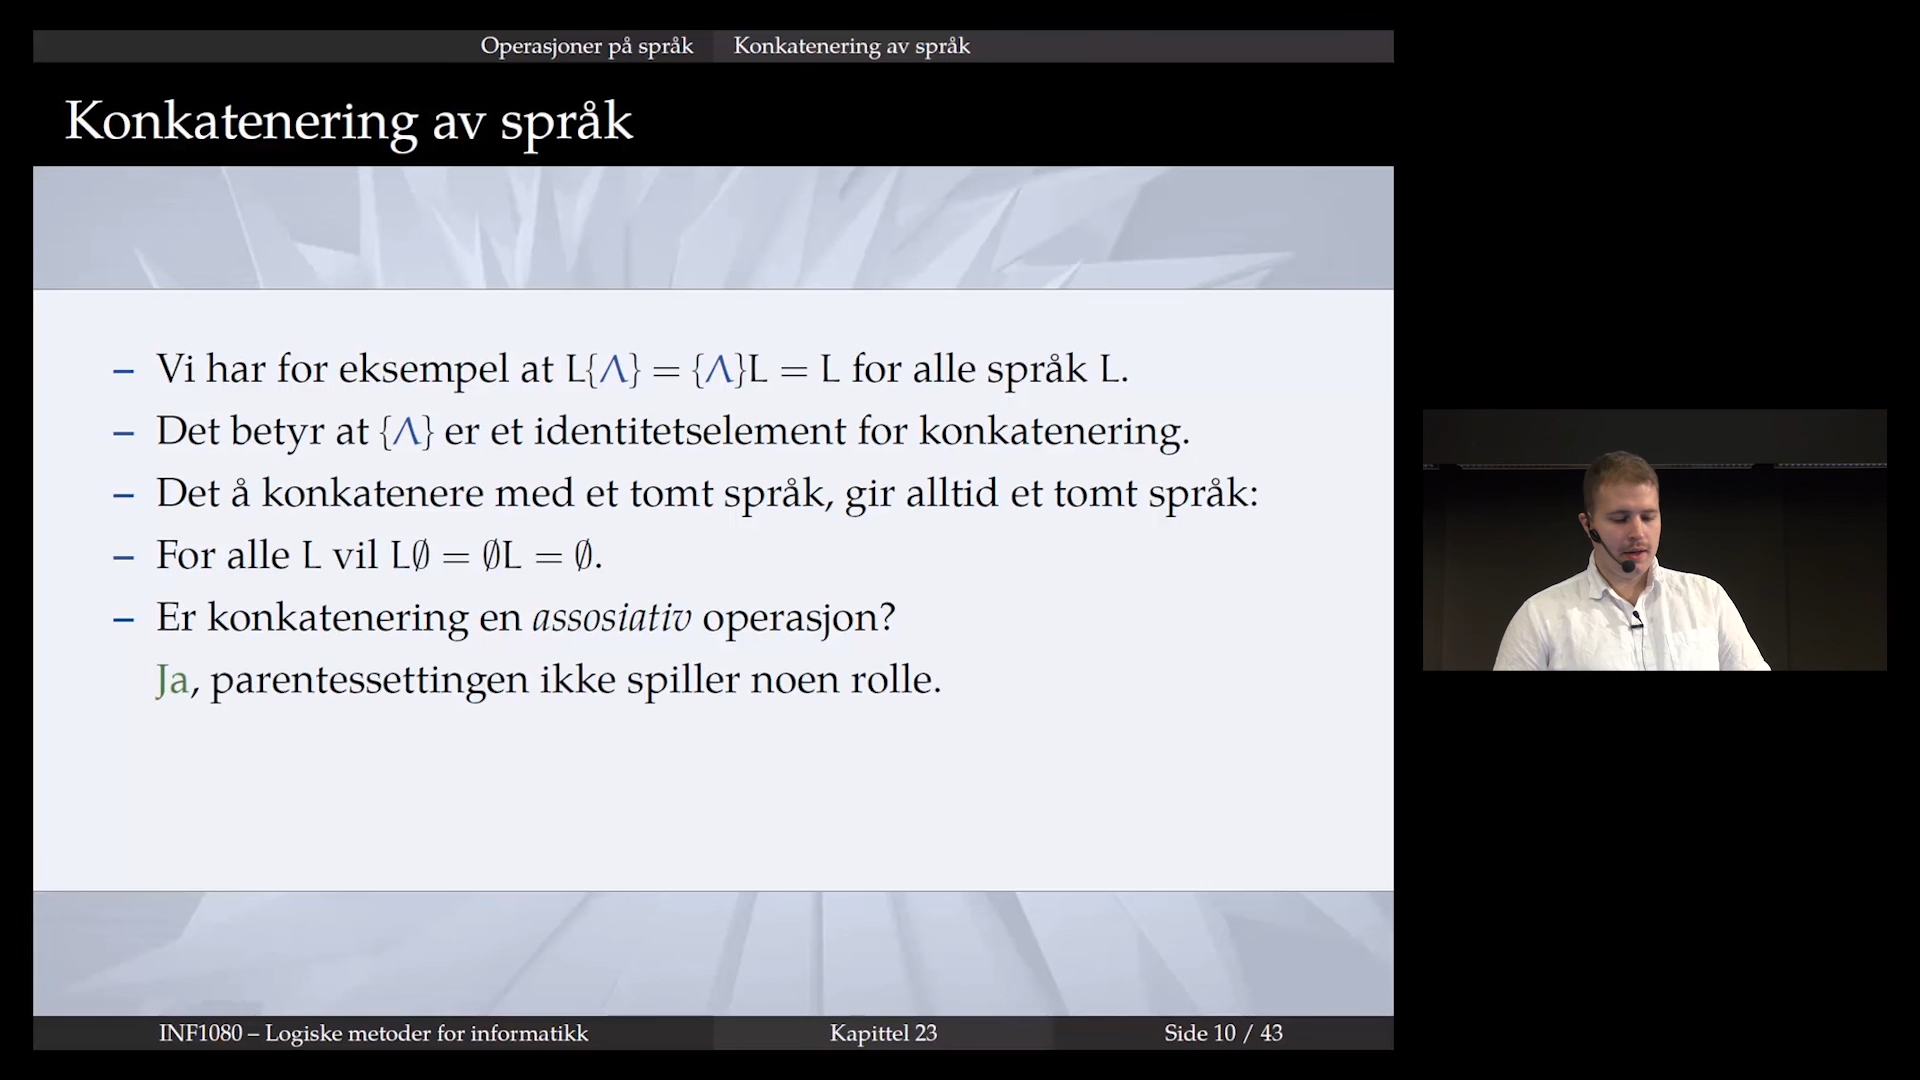 Operasjoner på språk Konkatenering av språk
Konkatenering av språk
– Vi har for eksempel at L{Λ} = {Λ}L = L for alle språk L.
– Det betyr at {Λ} er et identitetselement for konkatenering.
– Det å konkatenere med et tomt språk, gir alltid et tomt språk:
– For alle L vil L∅ = ∅L = ∅.
– Er konkatenering en assosiativ operasjon?
Ja, parentessettingen ikke spiller noen rolle.
INF1080 – Logiske metoder for informatikk Kapittel 23 Side 10 / 43